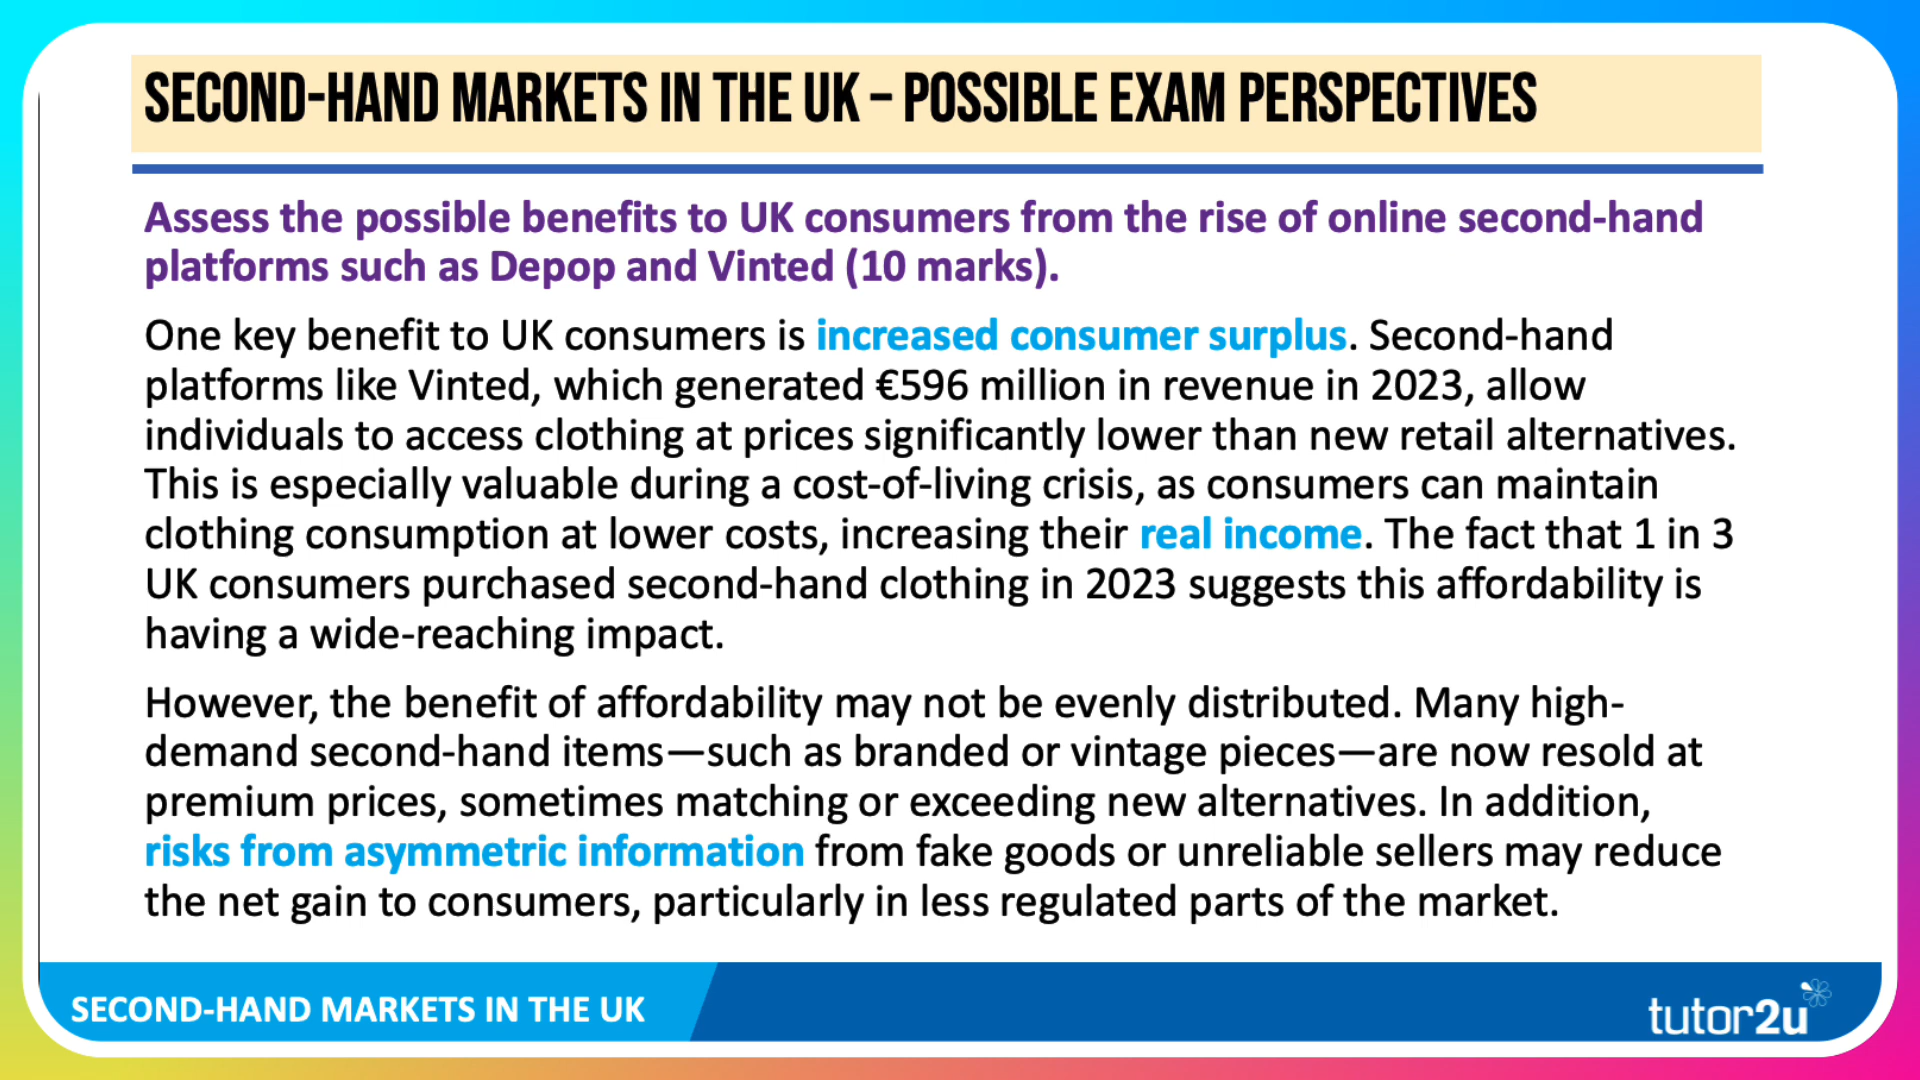 SECOND-HAND MARKETS IN THE UK – POSSIBLE EXAM PERSPECTIVES
Assess the possible benefits to UK consumers from the rise of online second-hand
platforms such as Depop and Vinted (10 marks).
One key benefit to UK consumers is increased consumer surplus. Second-hand
platforms like Vinted, which generated €596 million in revenue in 2023, allow
individuals to access clothing at prices significantly lower than new retail alternatives.
This is especially valuable during a cost-of-living crisis, as consumers can maintain
clothing consumption at lower costs, increasing their real income. The fact that 1 in 3
UK consumers purchased second-hand clothing in 2023 suggests this affordability is
having a wide-reaching impact.
However, the benefit of affordability may not be evenly distributed. Many high-
demand second-hand items—such as branded or vintage pieces—are now resold at
premium prices, sometimes matching or exceeding new alternatives. In addition,
risks from asymmetric information from fake goods or unreliable sellers may reduce
the net gain to consumers, particularly in less regulated parts of the market.
SECOND-HAND MARKETS IN THE UK
tutor2u